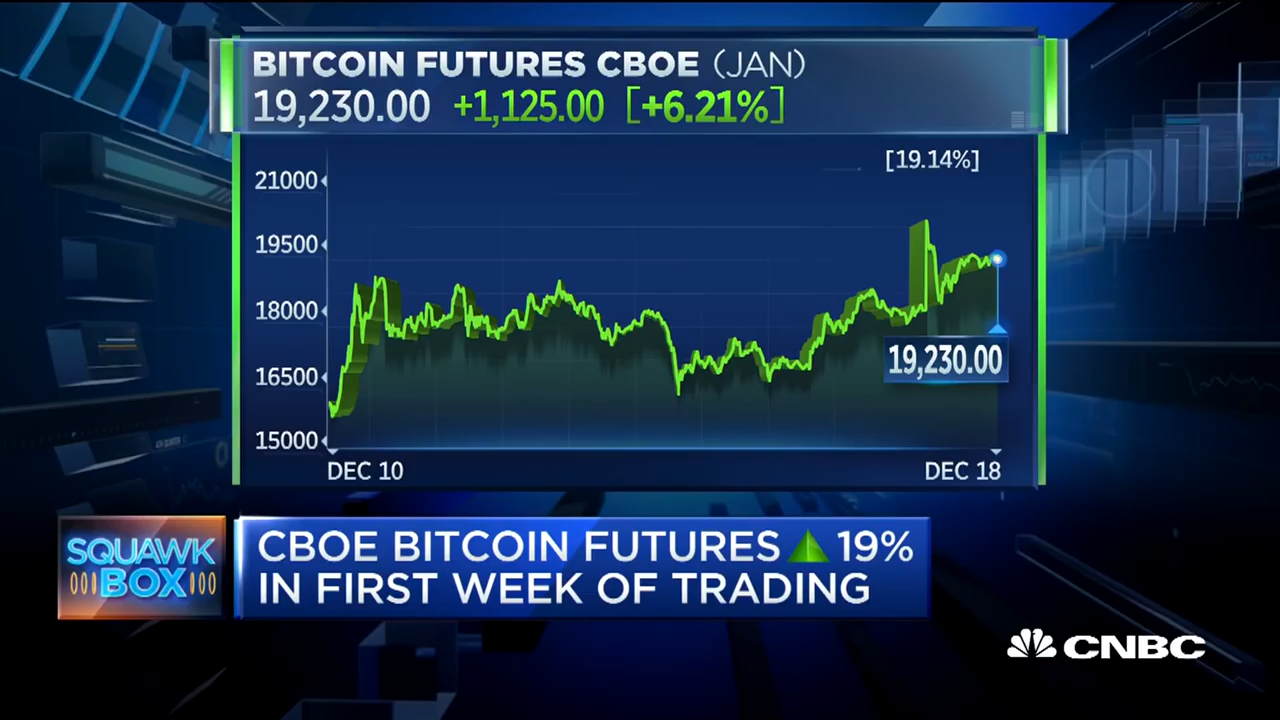 BITCOIN FUTURES CBOE (JAN)
19,230.00 +1,125.00 [+6.21%]
[19.14%]
21000
19500
18000
16500
15000
19,230.00
DEC 10 DEC 18
SQUAWK
BOX
CBOE BITCOIN FUTURES ▲ 19%
IN FIRST WEEK OF TRADING
CNBC